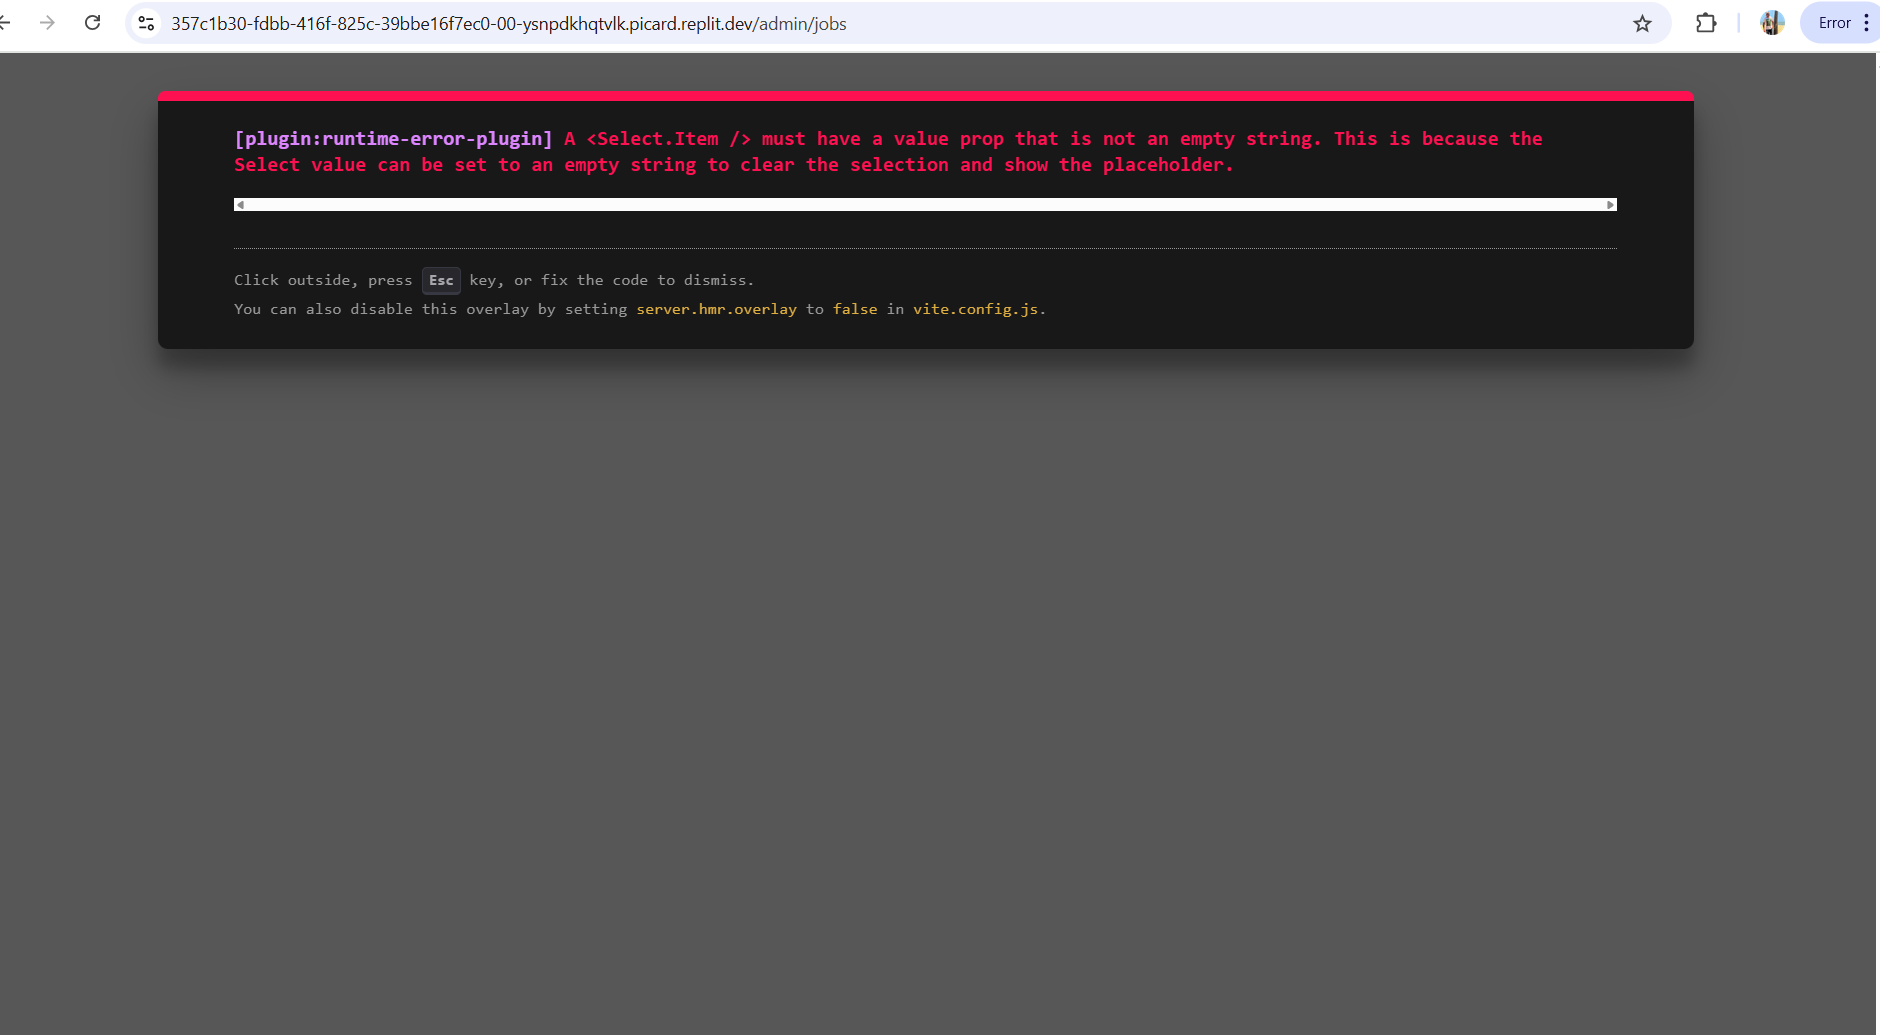 357c1b30-fdbb-416f-825c-39bbe16f7ec0-00-ysnpdkhqtvlk.picard.replit.dev/admin/jobs
Error
[plugin:runtime-error-plugin] A <Select.Item /> must have a value prop that is not an empty string. This is because the
Select value can be set to an empty string to clear the selection and show the placeholder.
Click outside, press Esc key, or fix the code to dismiss.
You can also disable this overlay by setting server.hmr.overlay to false in vite.config.js.